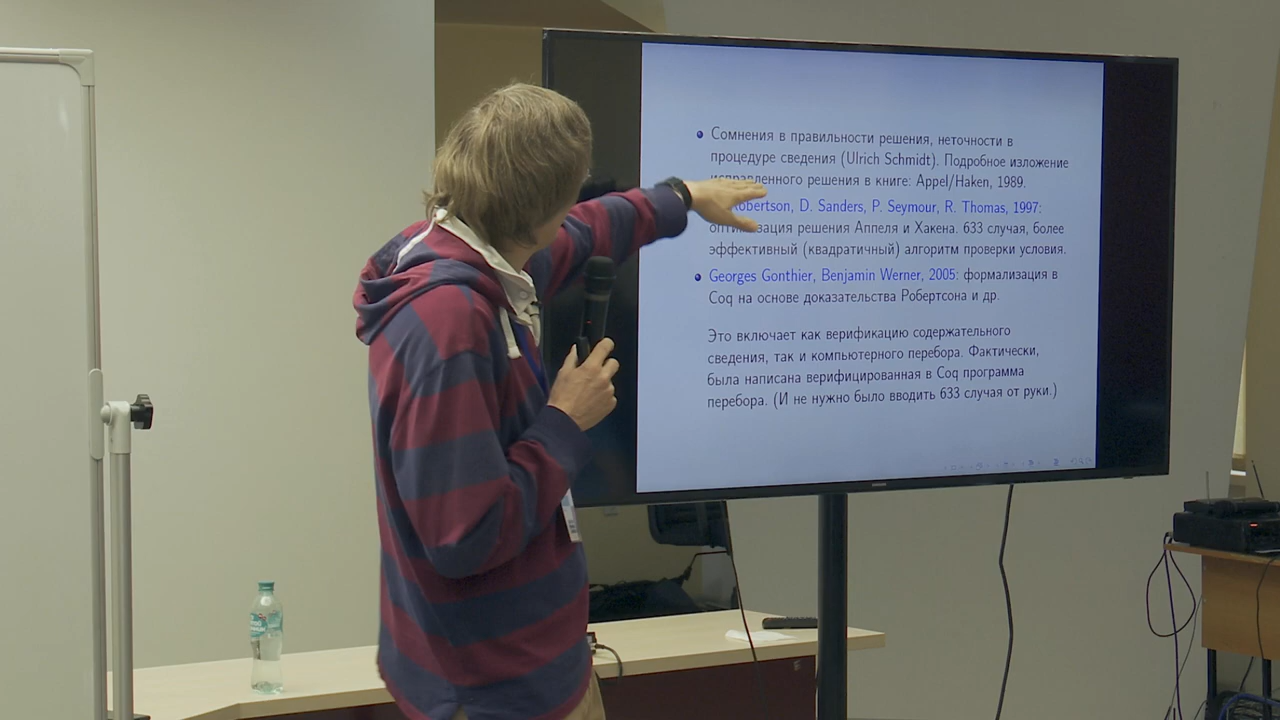 Сомнения в правильности решения, неточности в
процедуре сведения (Ulrich Schmidt). Подробное изложение
исправленного решения в книге: Appel/Haken, 1989.
Robertson, D. Sanders, P. Seymour, R. Thomas, 1997:
оптимизация решения Аппеля и Хакена. 633 случая, более
эффективный (квадратичный) алгоритм проверки условия.
Georges Gonthier, Benjamin Werner, 2005: формализация в
Coq на основе доказательства Робертсона и др.
Это включает как верификацию содержательного
сведения, так и компьютерного перебора. Фактически,
была написана верифицированная в Coq программа
перебора. (И не нужно было вводить 633 случая от руки.)